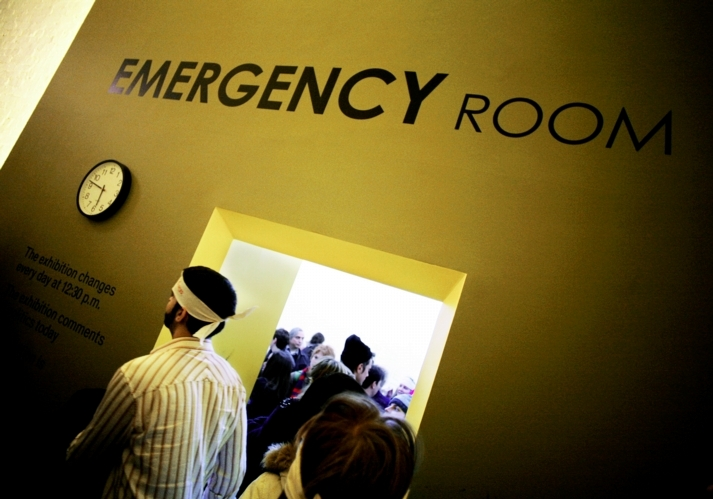 EMERGENCY ROOM
The exhibition changes
every day at 12:30 p.m.
exhibition comments
today